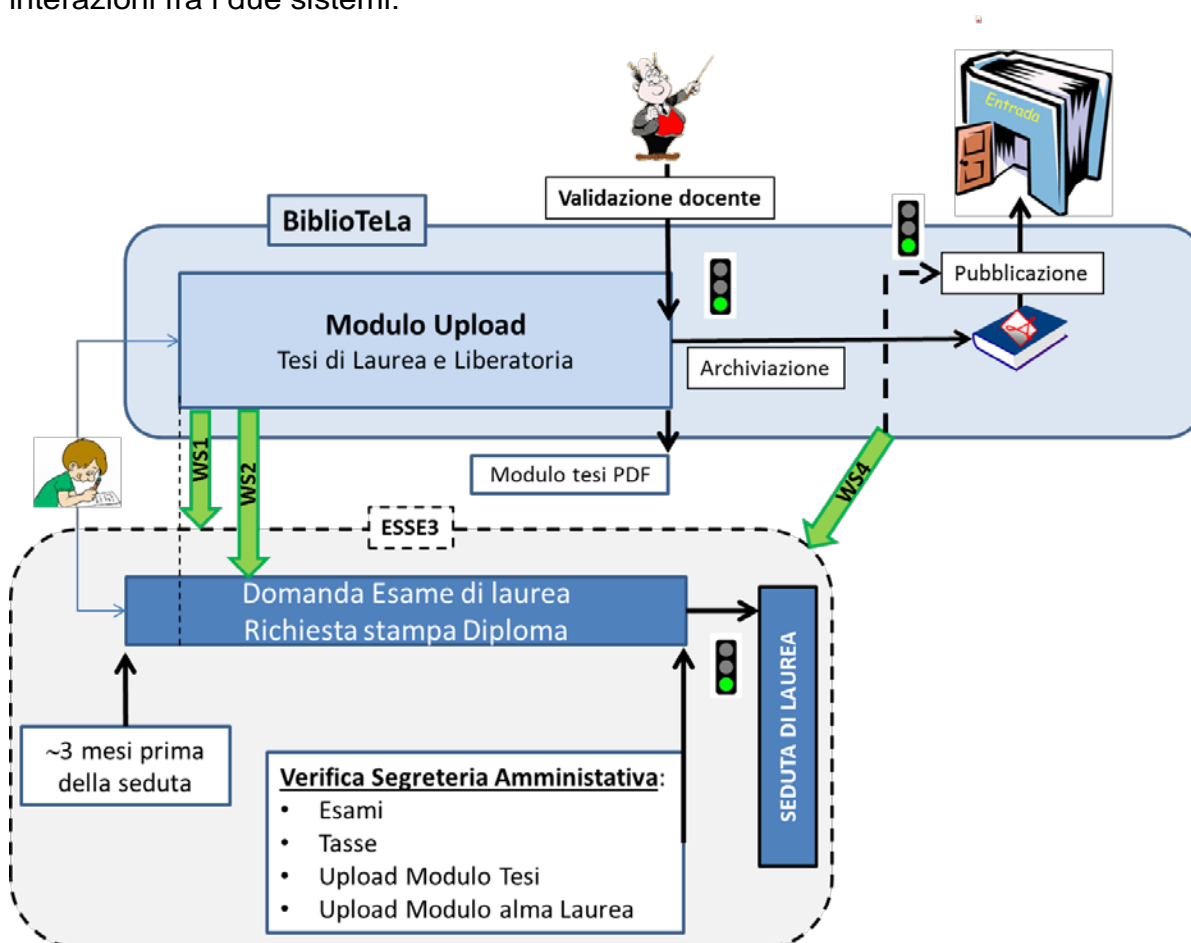 interazioni fra i due sistemi.
Entrada
Validazione docente
BiblioTeLa
Pubblicazione
Modulo Upload
Tesi di Laurea e Liberatoria
Archiviazione
WS1
WS2
Modulo tesi PDF
WS4
ESSE3
Domanda Esame di laurea
Richiesta stampa Diploma
SEDUTA DI LAUREA
~3 mesi prima
della seduta
Verifica Segreteria Amministativa:
• Esami
• Tasse
• Upload Modulo Tesi
• Upload Modulo alma Laurea